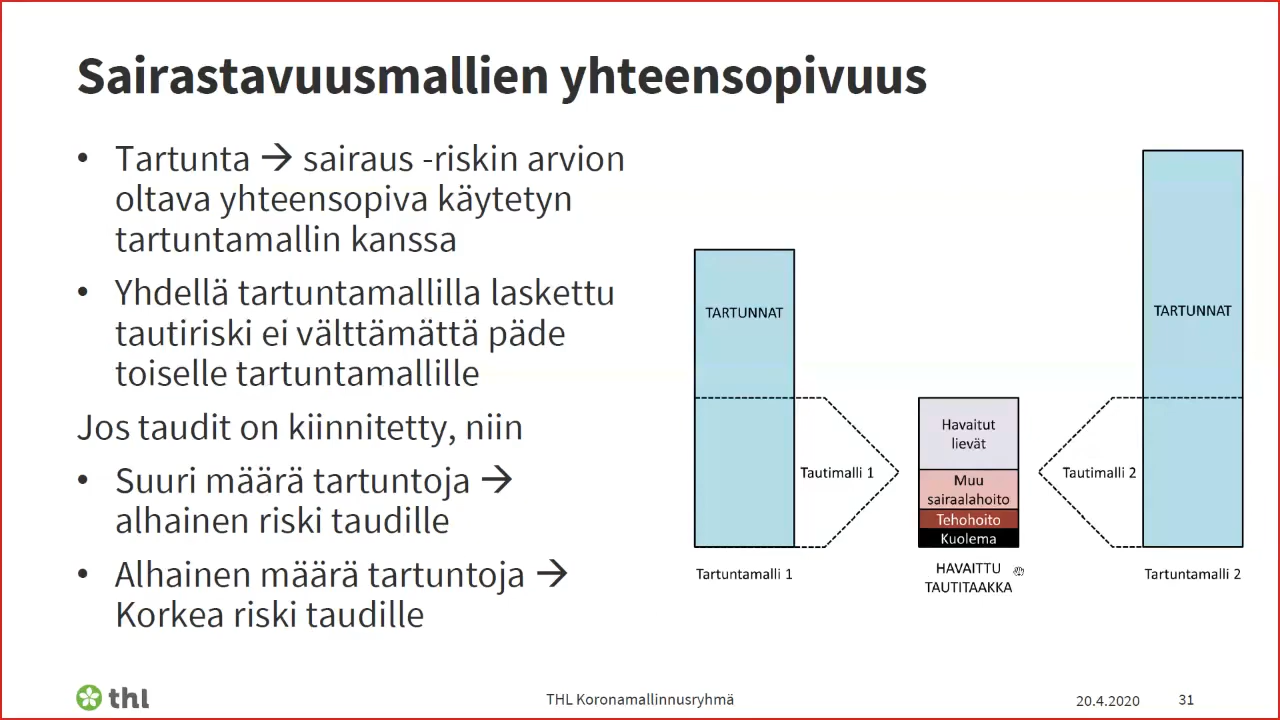 Sairastavuusmallien yhteensopivuus
• Tartunta → sairaus -riskin arvion
oltava yhteensopiva käytetyn
tartuntamallin kanssa
• Yhdellä tartuntamallilla laskettu
tautiriski ei välttämättä päde
toiselle tartuntamallille
Jos taudit on kiinnitetty, niin
• Suuri määrä tartuntoja →
alhainen riski taudille
• Alhainen määrä tartuntoja →
Korkea riski taudille
TARTUNNAT
Tautimalli 1
Tartuntamalli 1
Havaitut
lievät
Muu
sairaalahoito
Tehohoito
Kuolema
HAVAITTU
TAUTITAAKKA
TARTUNNAT
Tautimalli 2
Tartuntamalli 2
thl
THL Koronamallinnusryhmä
20.4.2020
31